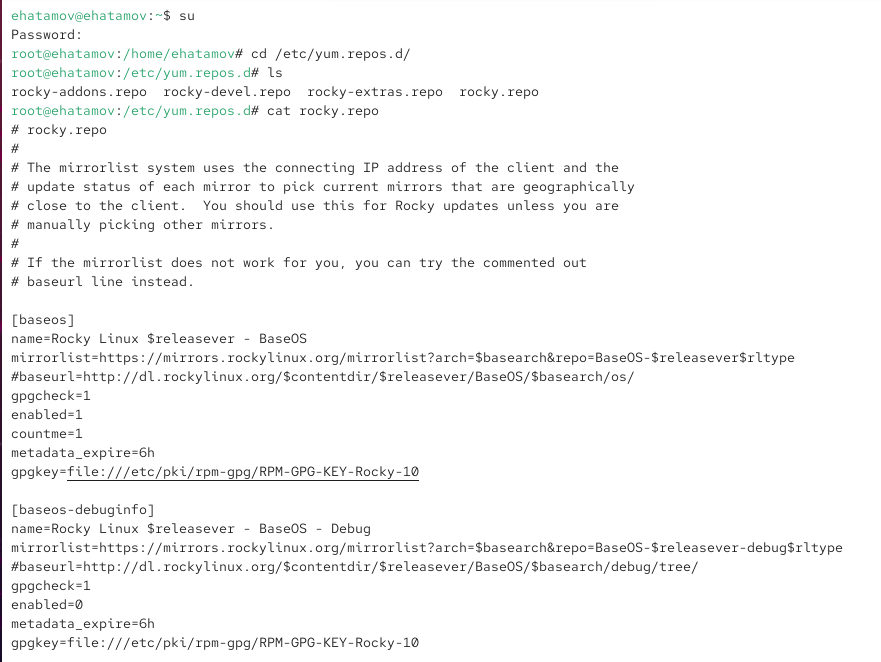 ehatamov@ehatamov:~$ su
Password:
root@ehatamov:/home/ehatamov# cd /etc/yum.repos.d/
root@ehatamov:/etc/yum.repos.d# ls
rocky-addons.repo  rocky-devel.repo  rocky-extras.repo  rocky.repo
root@ehatamov:/etc/yum.repos.d# cat rocky.repo
# rocky.repo
#
# The mirrorlist system uses the connecting IP address of the client and the
# update status of each mirror to pick current mirrors that are geographically
# close to the client.  You should use this for Rocky updates unless you are
# manually picking other mirrors.
#
# If the mirrorlist does not work for you, you can try the commented out
# baseurl line instead.

[baseos]
name=Rocky Linux $releasever - BaseOS
mirrorlist=https://mirrors.rockylinux.org/mirrorlist?arch=$basearch&repo=BaseOS-$releasever$rltype
#baseurl=http://dl.rockylinux.org/$contentdir/$releasever/BaseOS/$basearch/os/
gpgcheck=1
enabled=1
countme=1
metadata_expire=6h
gpgkey=file:///etc/pki/rpm-gpg/RPM-GPG-KEY-Rocky-10

[baseos-debuginfo]
name=Rocky Linux $releasever - BaseOS - Debug
mirrorlist=https://mirrors.rockylinux.org/mirrorlist?arch=$basearch&repo=BaseOS-$releasever-debug$rltype
#baseurl=http://dl.rockylinux.org/$contentdir/$releasever/BaseOS/$basearch/debug/tree/
gpgcheck=1
enabled=0
metadata_expire=6h
gpgkey=file:///etc/pki/rpm-gpg/RPM-GPG-KEY-Rocky-10